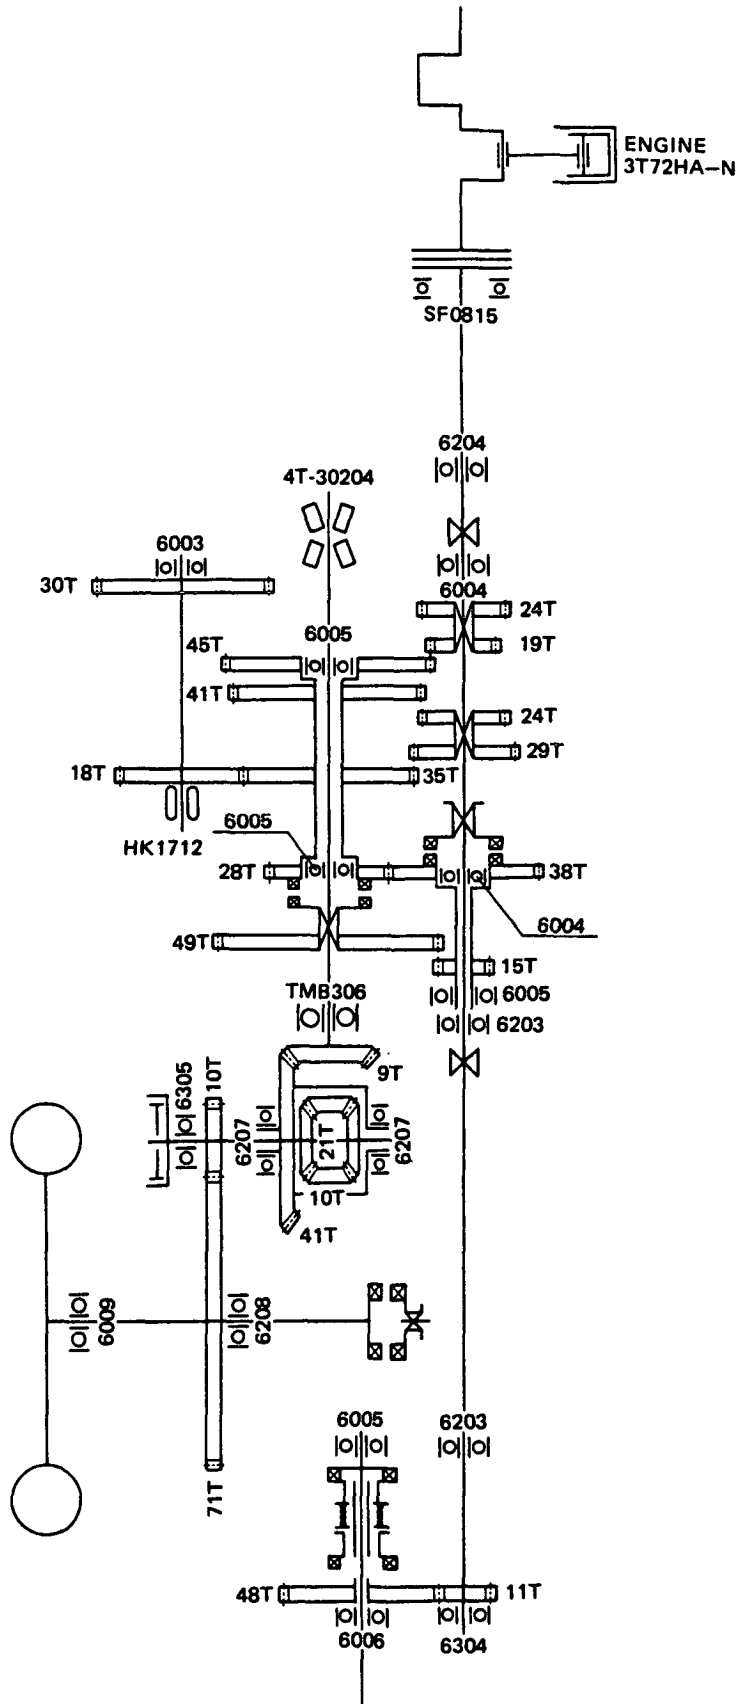 ENGINE
3T72HA-N
SF0815
6204
4T-30204
6003
6004
30T
24T
6005
45T
19T
41T
24T
18T
35T
29T
6005
HK1712
28T
38T
6004
49T
15T
TMB306
6005
6203
9T
6305
10T
6207
21T
6207
10T
41T
6009
6208
6005
6203
71T
48T
11T
6006
6304